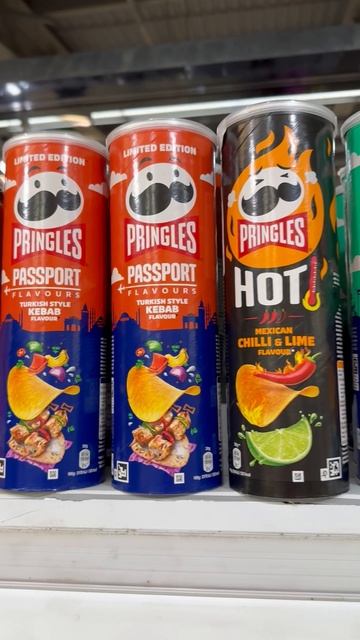 LIMITED EDITION
PRINGLES
PASSPORT
FLAVOURS
TURKISH STYLE
KEBAB
FLAVOUR
LIMITED EDITION
PRINGLES
PASSPORT
FLAVOURS
TURKISH STYLE
KEBAB
FLAVOUR
PRINGLES
HOT
MEXICAN
CHILLI & LIME
FLAVOUR